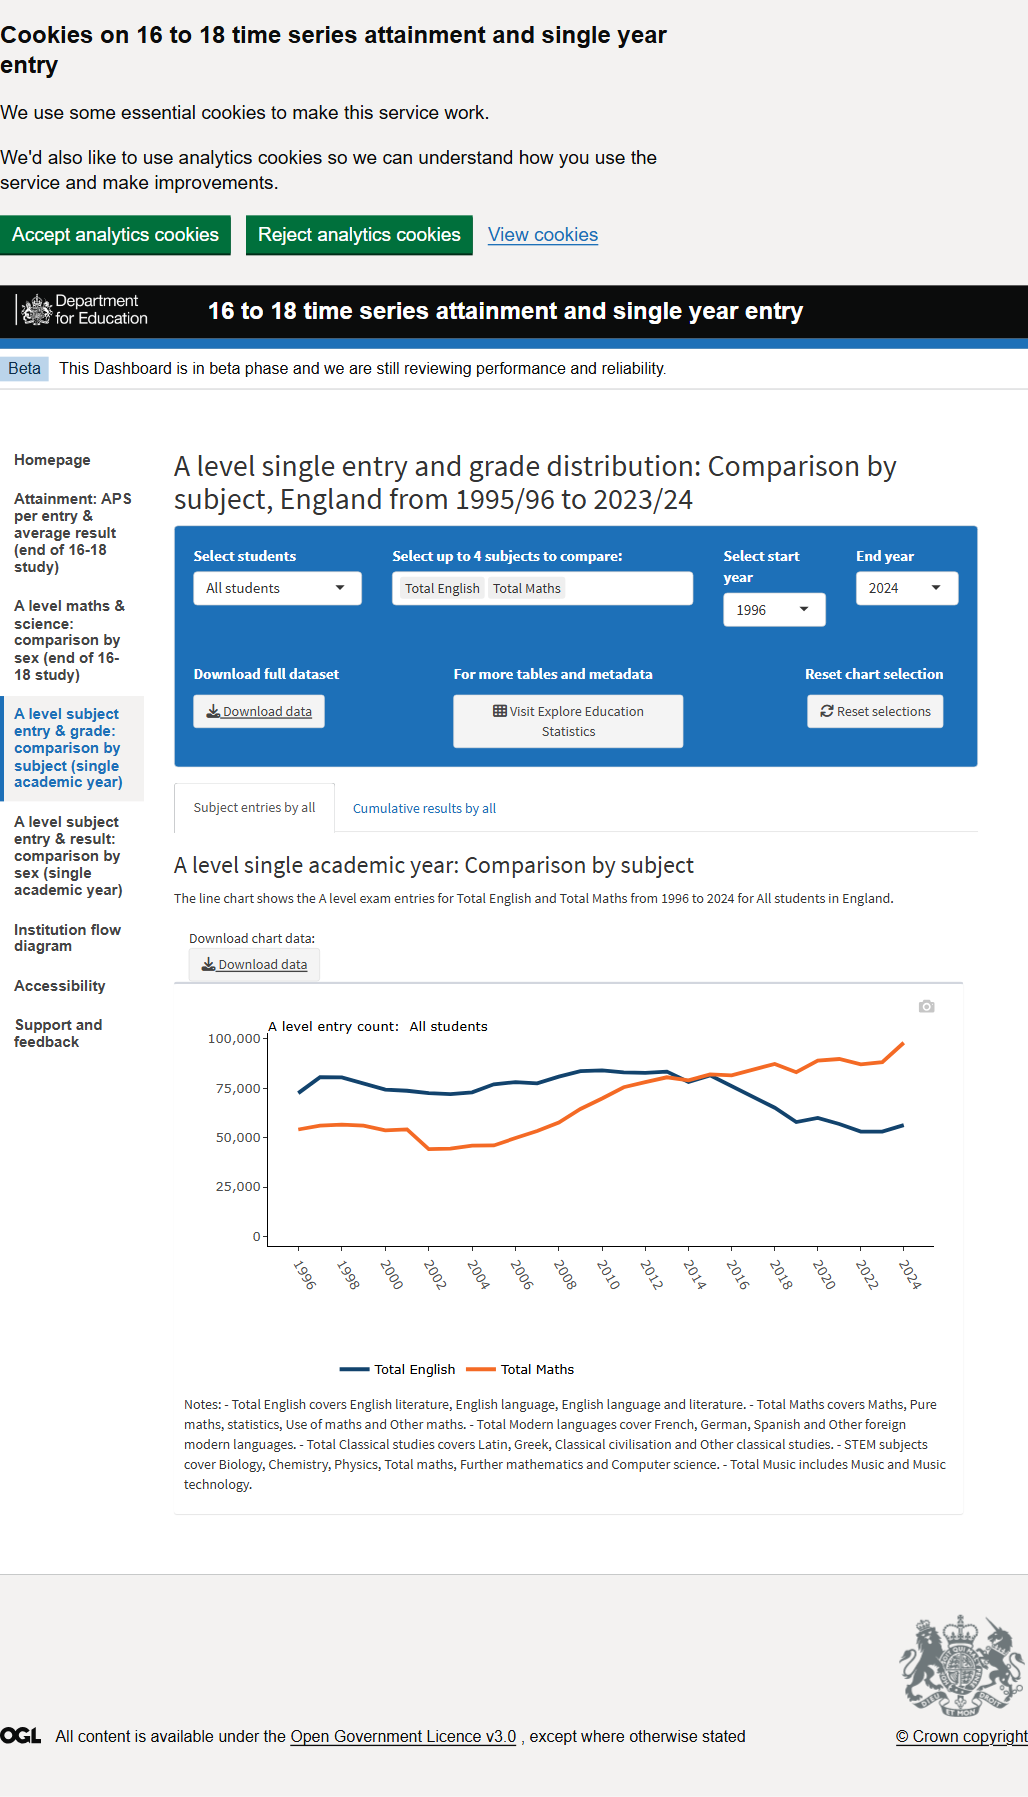 Cookies on 16 to 18 time series attainment and single year
entry
We use some essential cookies to make this service work.
We'd also like to use analytics cookies so we can understand how you use the
service and make improvements.
Accept analytics cookies
Reject analytics cookies
View cookies
Department
for Education
16 to 18 time series attainment and single year entry
Beta
This Dashboard is in beta phase and we are still reviewing performance and reliability.
Homepage
Attainment: APS
per entry &
average result
(end of 16-18
study)
A level maths &
science:
comparison by
sex (end of 16-
18 study)
A level subject
entry & grade:
comparison by
subject (single
academic year)
A level subject
entry & result:
comparison by
sex (single
academic year)
Institution flow
diagram
Accessibility
Support and
feedback
A level single entry and grade distribution: Comparison by
subject, England from 1995/96 to 2023/24
Select students
All students
Select up to 4 subjects to compare:
Total English Total Maths
Select start
year
1996
End year
2024
Download full dataset
Download data
For more tables and metadata
Visit Explore Education
Statistics
Reset chart selection
Reset selections
Subject entries by all
Cumulative results by all
A level single academic year: Comparison by subject
The line chart shows the A level exam entries for Total English and Total Maths from 1996 to 2024 for All students in England.
Download chart data:
Download data
A level entry count: All students
100,000
75,000
50,000
25,000
0
1996
1998
2000
2002
2004
2006
2008
2010
2012
2014
2016
2018
2020
2022
2024
Total English
Total Maths
Notes: - Total English covers English literature, English language, English language and literature. - Total Maths covers Maths, Pure
maths, statistics, Use of maths and Other maths. - Total Modern languages cover French, German, Spanish and Other foreign
modern languages. - Total Classical studies covers Latin, Greek, Classical civilisation and Other classical studies. - STEM subjects
cover Biology, Chemistry, Physics, Total maths, Further mathematics and Computer science. - Total Music includes Music and Music
technology.
OGL
All content is available under the Open Government Licence v3.0 , except where otherwise stated
DIEU ET MON DROIT
© Crown copyright